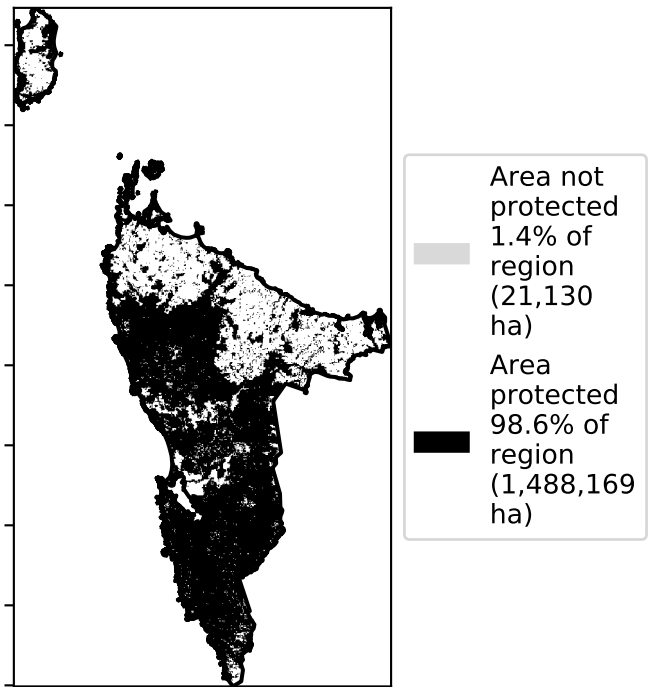 Area not
protected
1.4% of
region
(21,130
ha)
Area
protected
98.6% of
region
(1,488,169
ha)